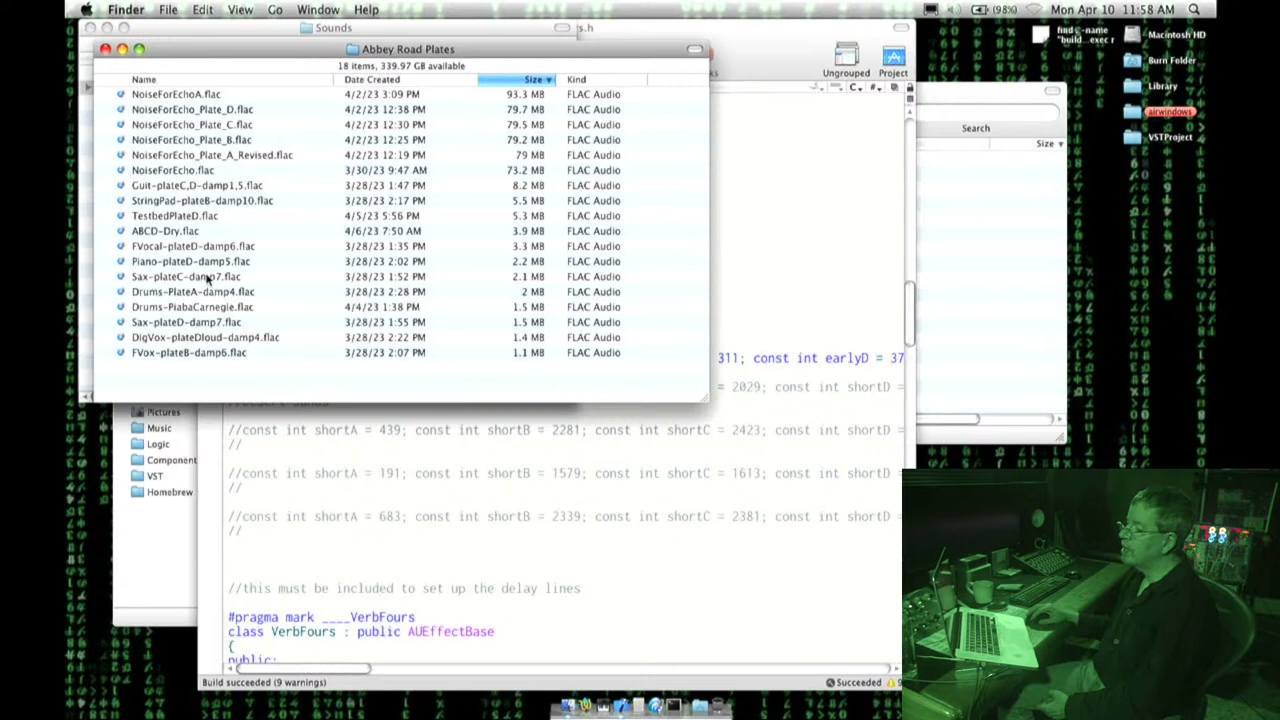 Finder File Edit View Go Window Help
(98%) Mon Apr 10 11:58 AM
Sounds
s.h
Abbey Road Plates
18 items, 339.97 GB available
Name Date Created Size Kind
NoiseForEchoA.flac 4/2/23 3:09 PM 93.3 MB FLAC Audio
NoiseForEcho_Plate_D.flac 4/2/23 12:38 PM 79.7 MB FLAC Audio
NoiseForEcho_Plate_C.flac 4/2/23 12:30 PM 79.5 MB FLAC Audio
NoiseForEcho_Plate_B.flac 4/2/23 12:25 PM 79.2 MB FLAC Audio
NoiseForEcho_Plate_A_Revised.flac 4/2/23 12:19 PM 79 MB FLAC Audio
NoiseForEcho.flac 3/30/23 9:47 AM 73.2 MB FLAC Audio
Guit-plateC,D-damp1,5.flac 3/28/23 1:47 PM 8.2 MB FLAC Audio
StringPad-plateB-damp10.flac 3/28/23 2:17 PM 5.5 MB FLAC Audio
TestbedPlateD.flac 4/5/23 5:56 PM 5.3 MB FLAC Audio
ABCD-Dry.flac 4/6/23 7:50 AM 3.9 MB FLAC Audio
FVocal-plateD-damp6.flac 3/28/23 1:35 PM 3.3 MB FLAC Audio
Piano-plateD-damp5.flac 3/28/23 2:02 PM 2.2 MB FLAC Audio
Sax-plateC-damp7.flac 3/28/23 1:52 PM 2.1 MB FLAC Audio
Drums-PlateA-damp4.flac 3/28/23 2:28 PM 2 MB FLAC Audio
Drums-PiabaCarnegie.flac 4/4/23 1:38 PM 1.5 MB FLAC Audio
Sax-plateD-damp7.flac 3/28/23 1:55 PM 1.5 MB FLAC Audio
DigVox-plateDloud-damp4.flac 3/28/23 2:22 PM 1.4 MB FLAC Audio
FVox-plateB-damp6.flac 3/28/23 2:07 PM 1.1 MB FLAC Audio
Ungrouped Project
Search
Size
find . -name
"build... exec r
Macintosh HD
Burn Folder
Library
airwindows
VSTProject
311; const int earlyD = 37
= 2029; const int shortD =
Pictures
Music
Logic
Component
VST
Homebrew
//const int shortA = 439; const int shortB = 2281; const int shortC = 2423; const int shortD =
//
//const int shortA = 191; const int shortB = 1579; const int shortC = 1613; const int shortD =
//
//const int shortA = 683; const int shortB = 2339; const int shortC = 2381; const int shortD =
//
//this must be included to set up the delay lines
#pragma mark ____VerbFours
class VerbFours : public AUEffectBase
{
public:
Build succeeded (9 warnings)
Succeeded 9